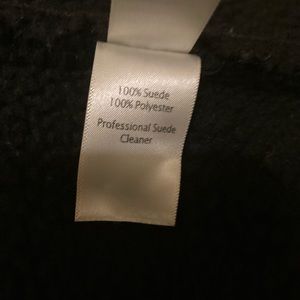 100% Suede
100% Polyester
Professional Suede
Cleaner